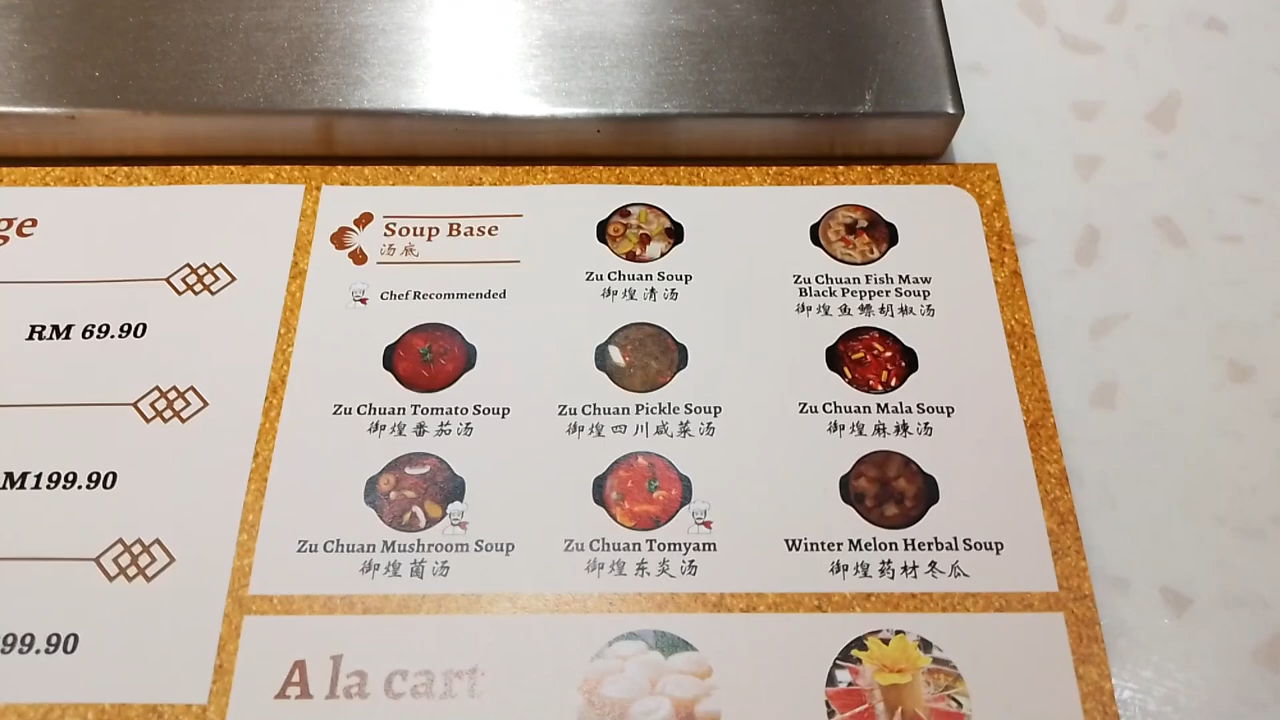 ge
RM 69.90
M199.90
99.90
Soup Base
汤底
Chef Recommended
Zu Chuan Soup
御煌清汤
Zu Chuan Fish Maw
Black Pepper Soup
御煌鱼鳔胡椒汤
Zu Chuan Tomato Soup
御煌番茄汤
Zu Chuan Pickle Soup
御煌四川咸菜汤
Zu Chuan Mala Soup
御煌麻辣汤
Zu Chuan Mushroom Soup
御煌菌汤
Zu Chuan Tomyam
御煌东炎汤
Winter Melon Herbal Soup
御煌药材冬瓜
A la cart